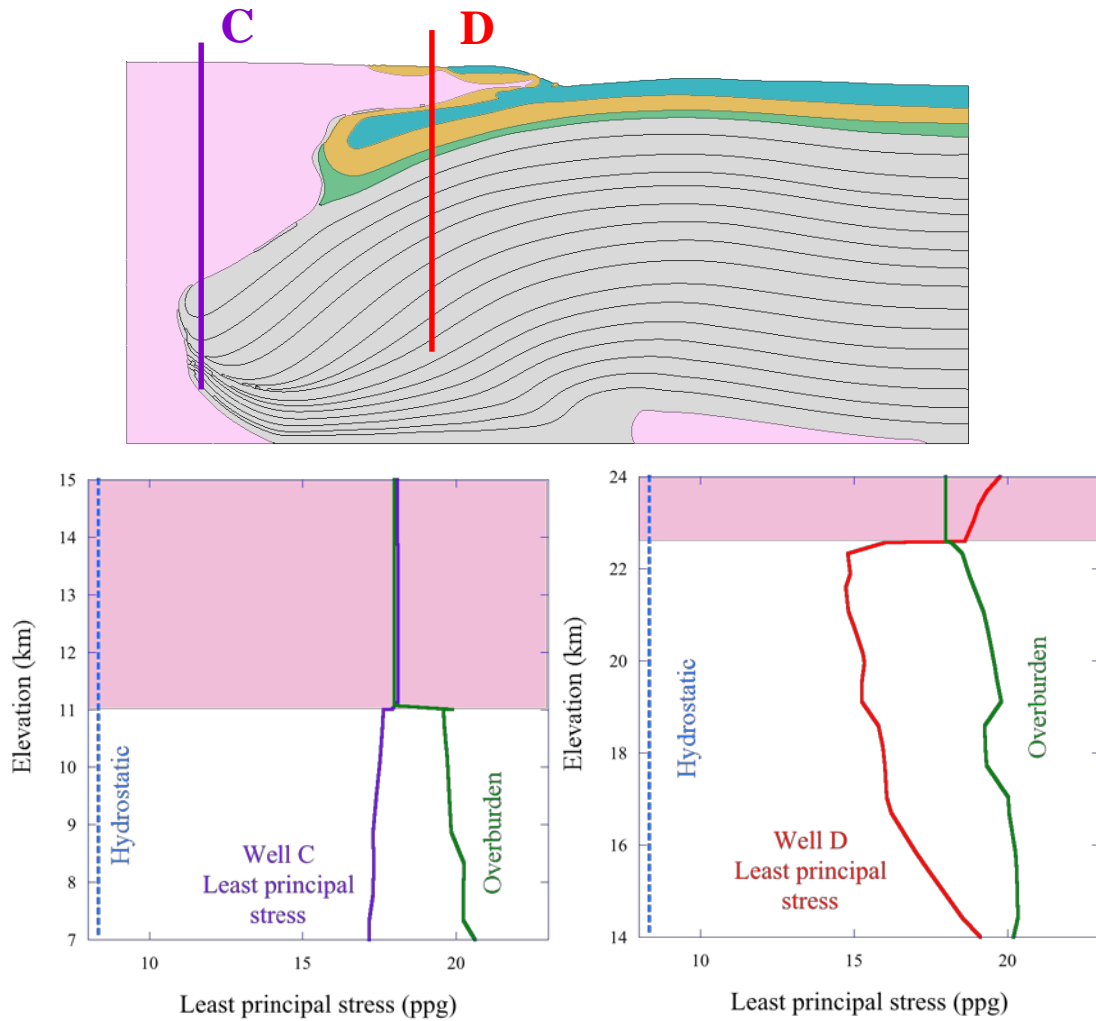 C
D
15
14
13
12
11
10
9
8
7
Elevation (km)
Hydrostatic
Well C
Least principal
stress
Overburden
10
15
20
Least principal stress (ppg)
24
22
20
18
16
14
Elevation (km)
Hydrostatic
Well D
Least principal
stress
Overburden
10
15
20
Least principal stress (ppg)